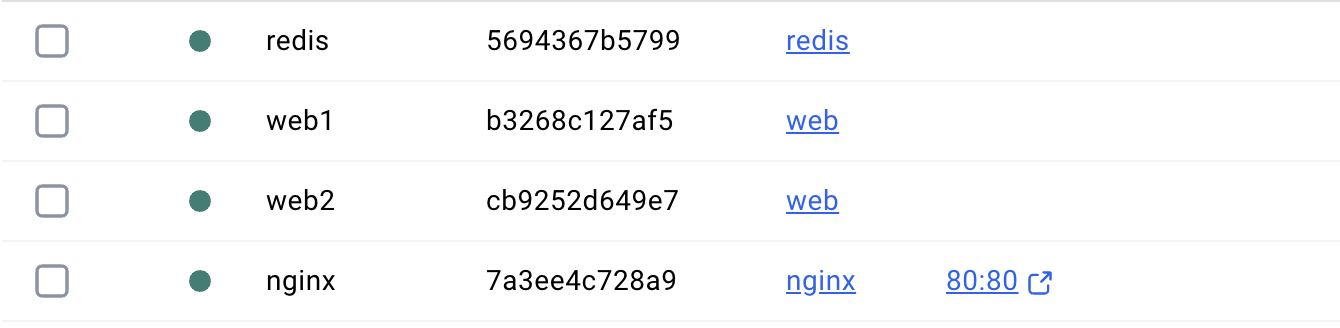 redis 5694367b5799 redis
web1 b3268c127af5 web
web2 cb9252d649e7 web
nginx 7a3ee4c728a9 nginx 80:80